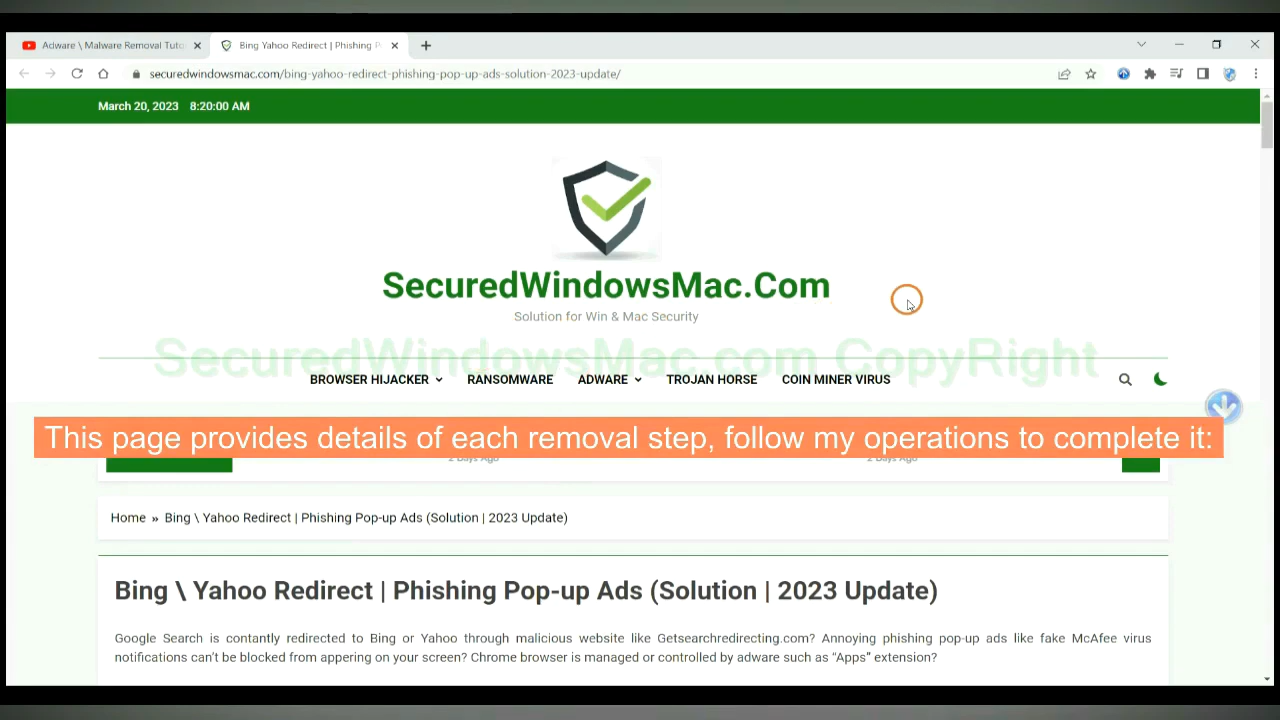 Adware \ Malware Removal Tuto
Bing Yahoo Redirect | Phishing P
securedwindowsmac.com/bing-yahoo-redirect-phishing-pop-up-ads-solution-2023-update/
March 20, 2023 8:20:00 AM
SecuredWindowsMac.Com
Solution for Win & Mac Security
SecuredWindowsMac.com CopyRight
BROWSER HIJACKER RANSOMWARE ADWARE TROJAN HORSE COIN MINER VIRUS
This page provides details of each removal step, follow my operations to complete it:
2 Days Ago 2 Days Ago
Home » Bing \ Yahoo Redirect | Phishing Pop-up Ads (Solution | 2023 Update)
Bing \ Yahoo Redirect | Phishing Pop-up Ads (Solution | 2023 Update)
Google Search is contantly redirected to Bing or Yahoo through malicious website like Getsearchredirecting.com? Annoying phishing pop-up ads like fake McAfee virus
notifications can't be blocked from appering on your screen? Chrome browser is managed or controlled by adware such as “Apps” extension?